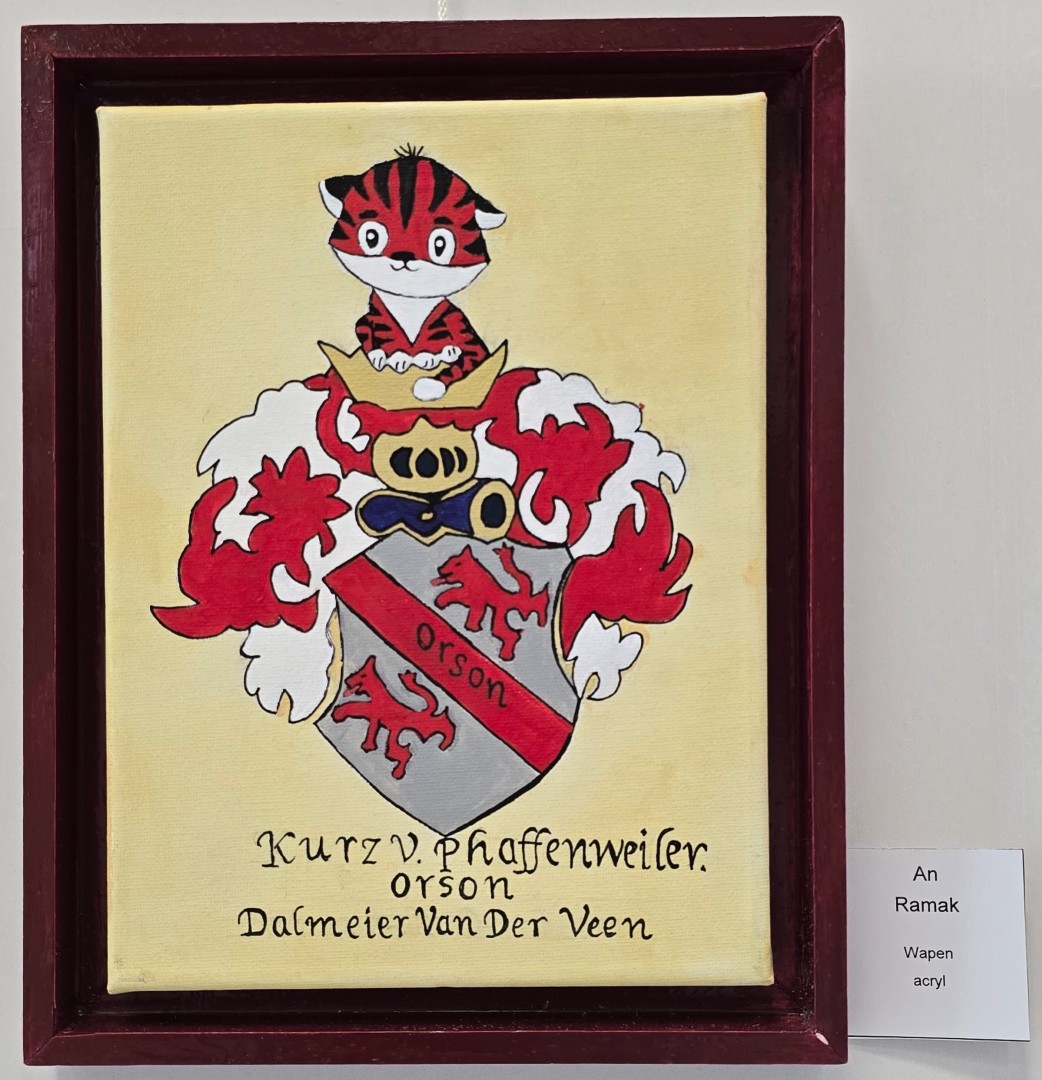 orson
Kurz v. Phaffenweiler.
orson
Dalmeier Van Der Veen
An
Ramak
Wapen
acryl